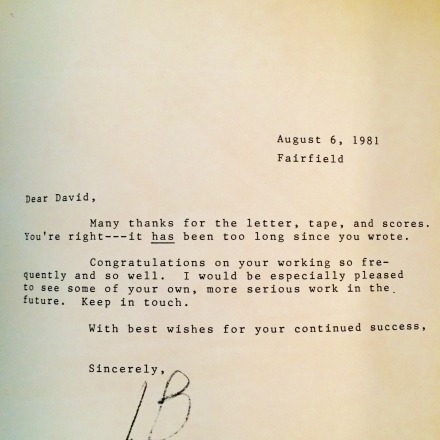 August 6, 1981
Fairfield
Dear David,
Many thanks for the letter, tape, and scores.
You're right---it has been too long since you wrote.
Congratulations on your working so fre-
quently and so well. I would be especially pleased
to see some of your own, more serious work in the
future. Keep in touch.
With best wishes for your continued success,
Sincerely,
LB